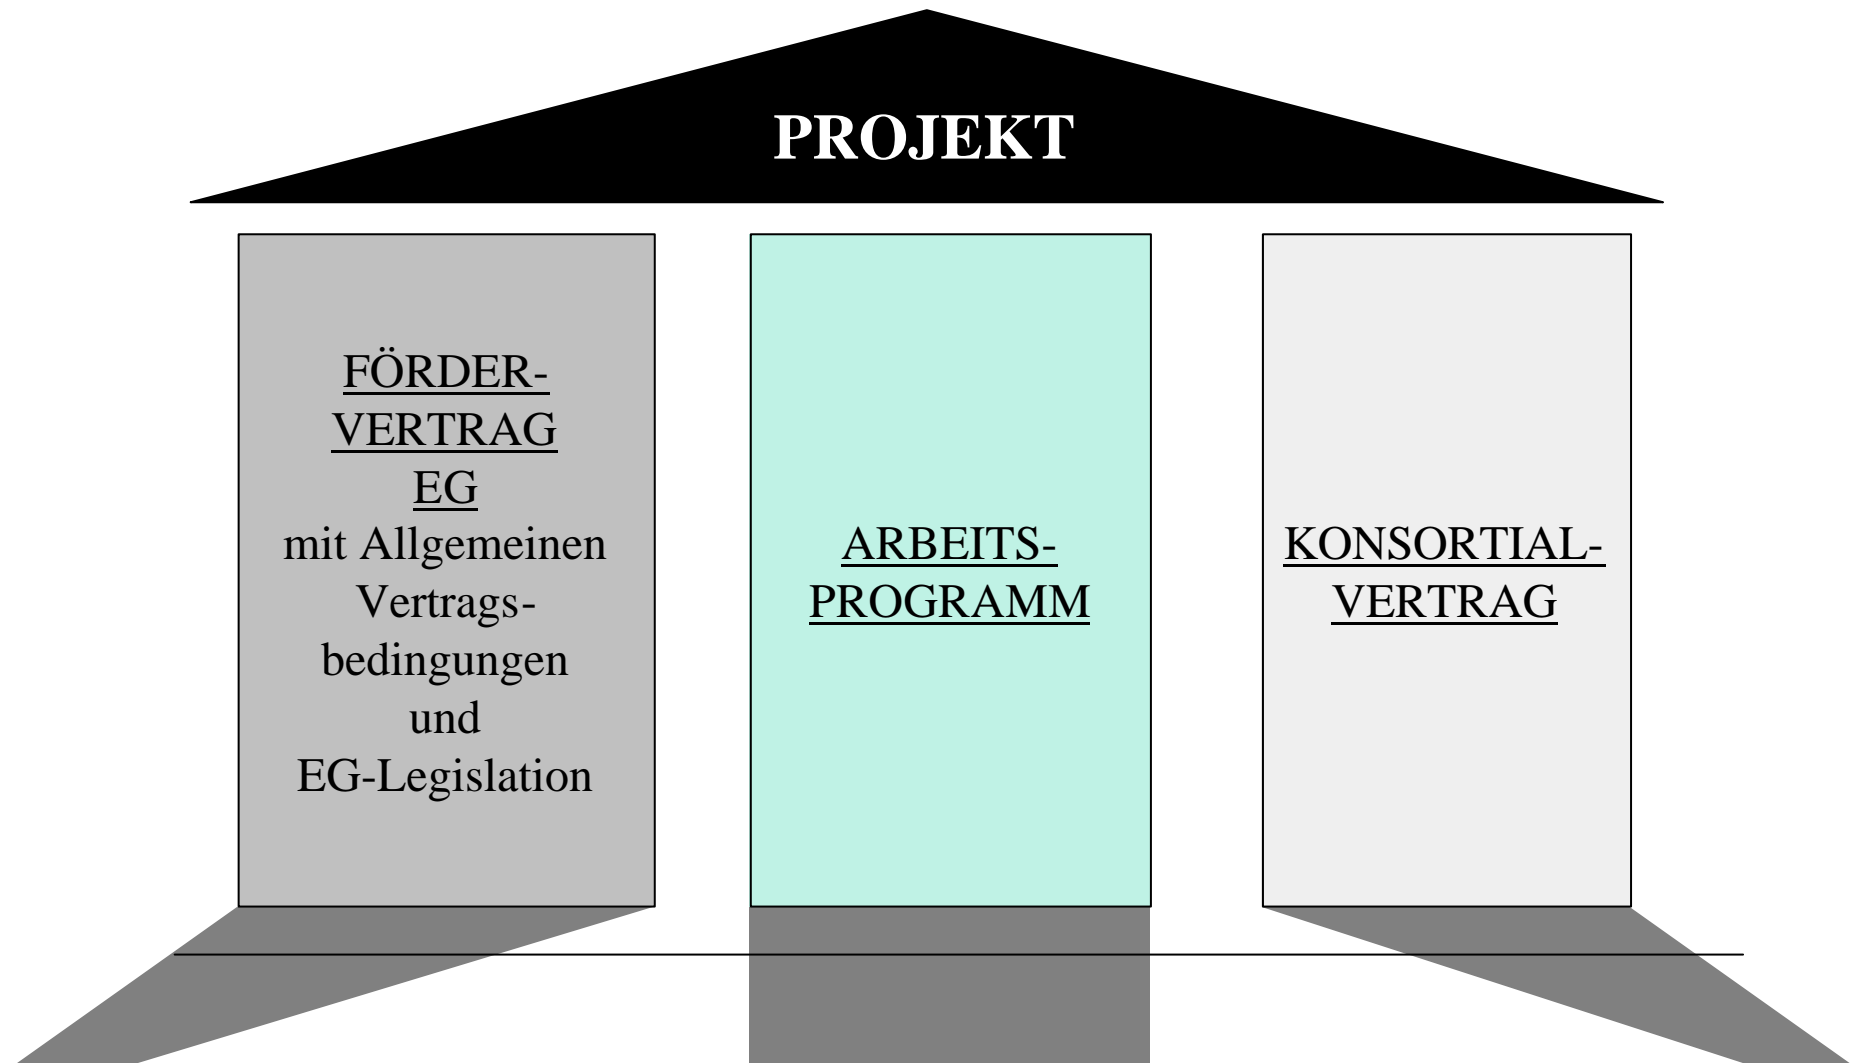 PROJEKT
FÖRDER-
VERTRAG
EG
mit Allgemeinen
Vertrags-
bedingungen
und
EG-Legislation
ARBEITS-
PROGRAMM
KONSORTIAL-
VERTRAG